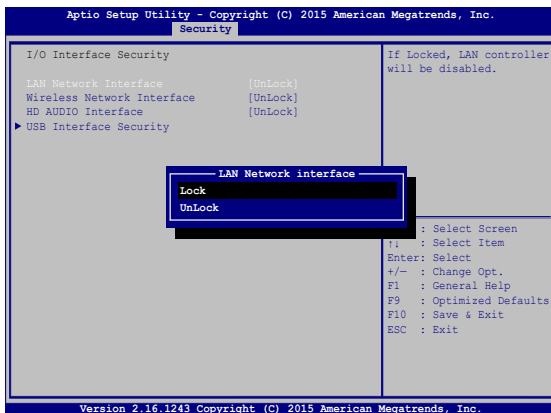 Aptio Setup Utility – Copyright (C) 2015 American Megatrends, Inc.
Security
I/O Interface Security
LAN Network Interface [UnLock]
Wireless Network Interface [UnLock]
HD AUDIO Interface [UnLock]
USB Interface Security
If Locked, LAN controller
will be disabled.
LAN Network interface
Lock
UnLock
: Select Screen
↑↓ : Select Item
Enter: Select
+/— : Change Opt.
F1 : General Help
F9 : Optimized Defaults
F10 : Save & Exit
ESC : Exit
Version 2.16.1243 Copyright (C) 2015 American Megatrends, Inc.